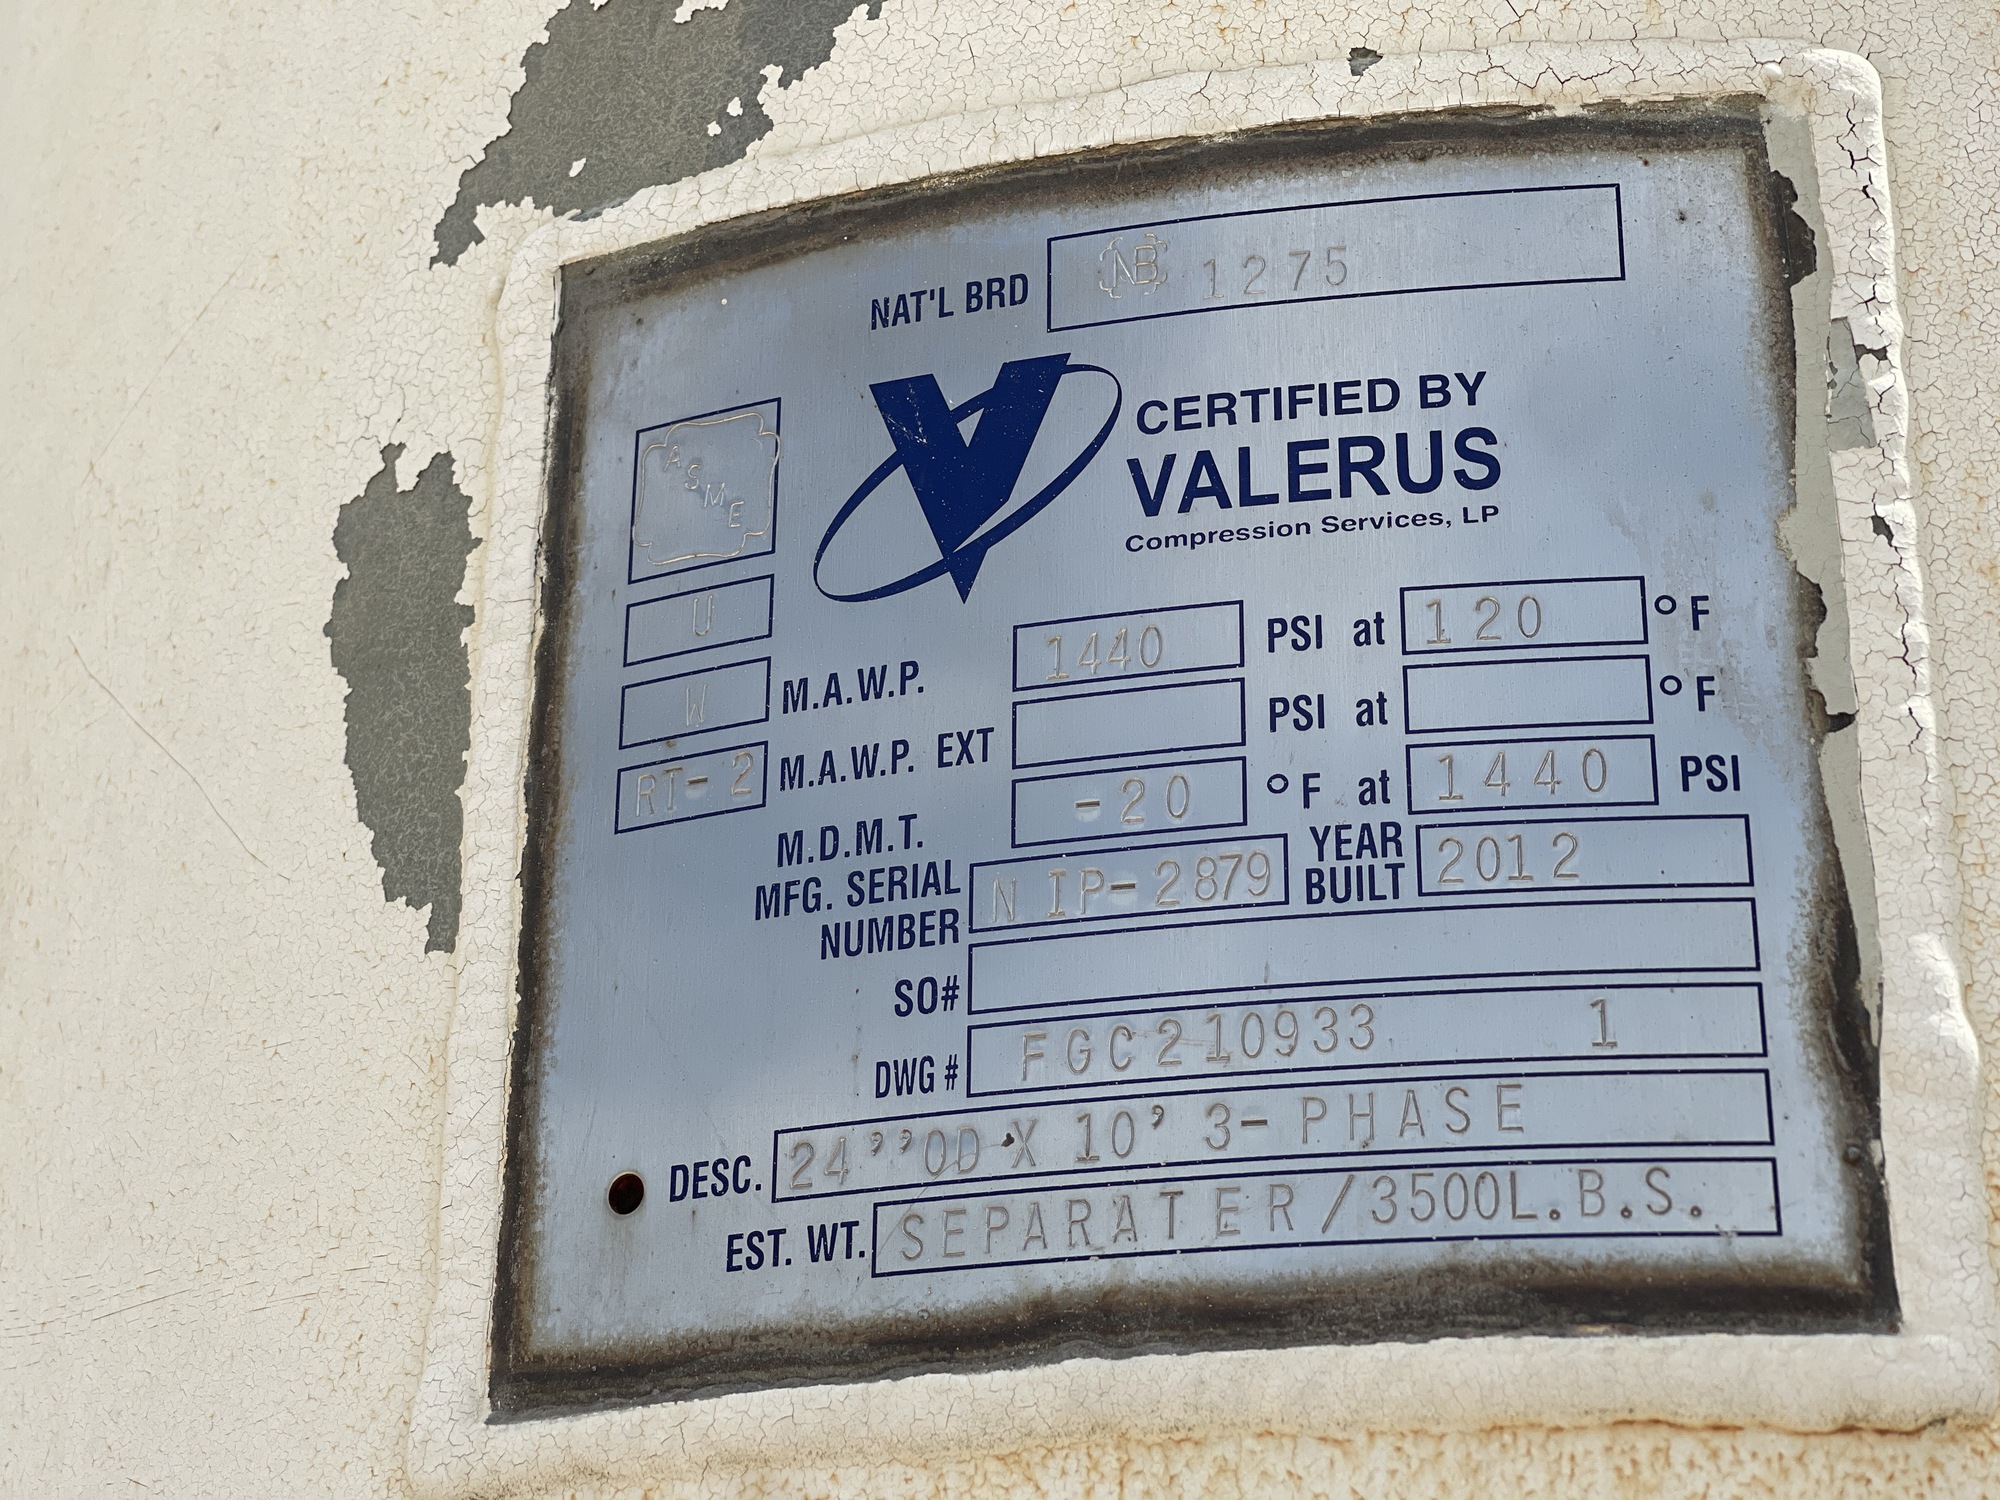 NAT'L BRD NB 1275
ASME
CERTIFIED BY
VALERUS
Compression Services, LP
U
W
RT-2
M.A.W.P. 1440 PSI at 120 °F
M.A.W.P. EXT PSI at °F
M.D.M.T. -20 °F at 1440 PSI
MFG. SERIAL NUMBER NIP-2879 YEAR BUILT 2012
SO#
DWG # FGC210933 1
DESC. 24’’OD X 10’ 3-PHASE
EST. WT. SEPARATER/3500L.B.S.